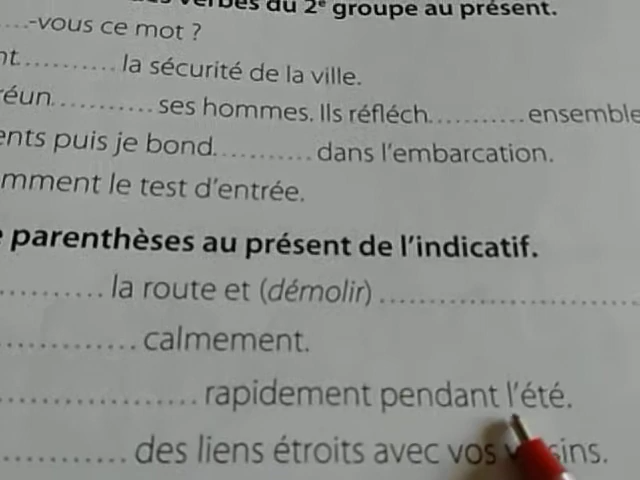 verbes du 2e groupe au présent.
....-vous ce mot ?
nt........... la sécurité de la ville.
réun........... ses hommes. Ils réfléch........... ensemble
ents puis je bond........... dans l'embarcation.
mment le test d'entrée.
parenthèses au présent de l'indicatif.
........... la route et (démolir) .............................
.............. calmement.
..................... rapidement pendant l'été.
............. des liens étroits avec vos